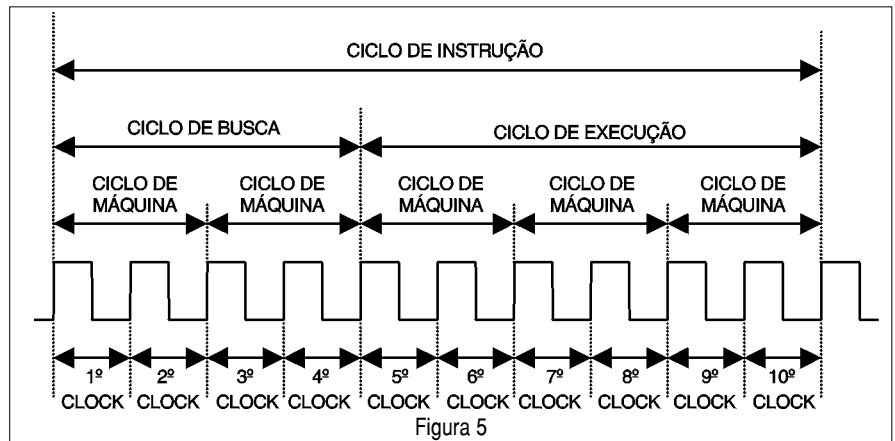 CICLO DE INSTRUÇÃO
CICLO DE BUSCA
CICLO DE EXECUÇÃO
CICLO DE MÁQUINA
CICLO DE MÁQUINA
CICLO DE MÁQUINA
CICLO DE MÁQUINA
CICLO DE MÁQUINA
1º CLOCK
2º CLOCK
3º CLOCK
4º CLOCK
5º CLOCK
6º CLOCK
7º CLOCK
8º CLOCK
9º CLOCK
10º CLOCK
Figura 5